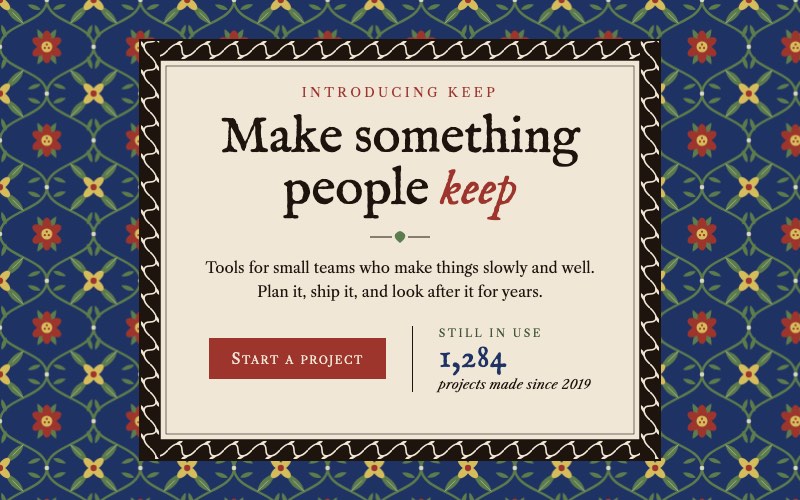 INTRODUCING KEEP
Make something
people keep
Tools for small teams who make things slowly and well.
Plan it, ship it, and look after it for years.
START A PROJECT
STILL IN USE
1,284
projects made since 2019